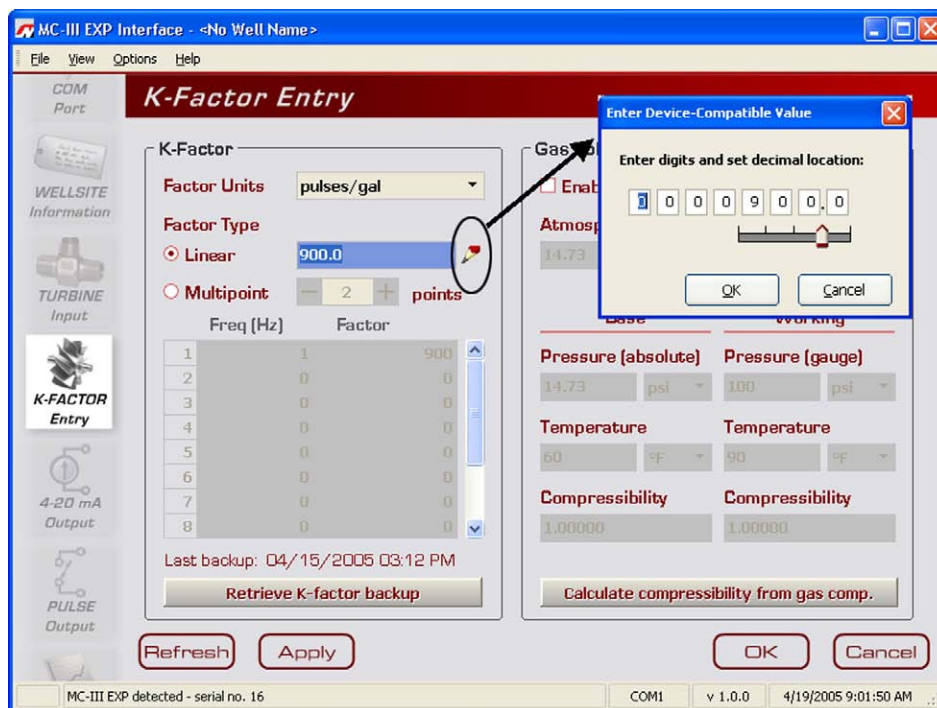 MC-III EXP Interface - <No Well Name>
File View Options Help
COM
Port
WELLSITE
Information
TURBINE
Input
K-FACTOR
Entry
4-20 mA
Output
PULSE
Output
K-Factor Entry
K-Factor
Factor Units pulses/gal
Factor Type
Linear 900.0
Multipoint 2 points
Freq (Hz) Factor
1 1 900
2 0 0
3 0 0
4 0 0
5 0 0
6 0 0
7 0 0
8 0 0
Last backup: 04/15/2005 03:12 PM
Retrieve K-factor backup
Enter Device-Compatible Value
Enter digits and set decimal location:
0 0 0 0 9 0 0.0
OK Cancel
14.73
Pressure (absolute) Pressure (gauge)
14.73 psi 100 psi
Temperature Temperature
60 °F 90 °F
Compressibility Compressibility
1.00000 1.00000
Calculate compressibility from gas comp.
Refresh Apply OK Cancel
MC-III EXP detected - serial no. 16 COM1 v 1.0.0 4/19/2005 9:01:50 AM